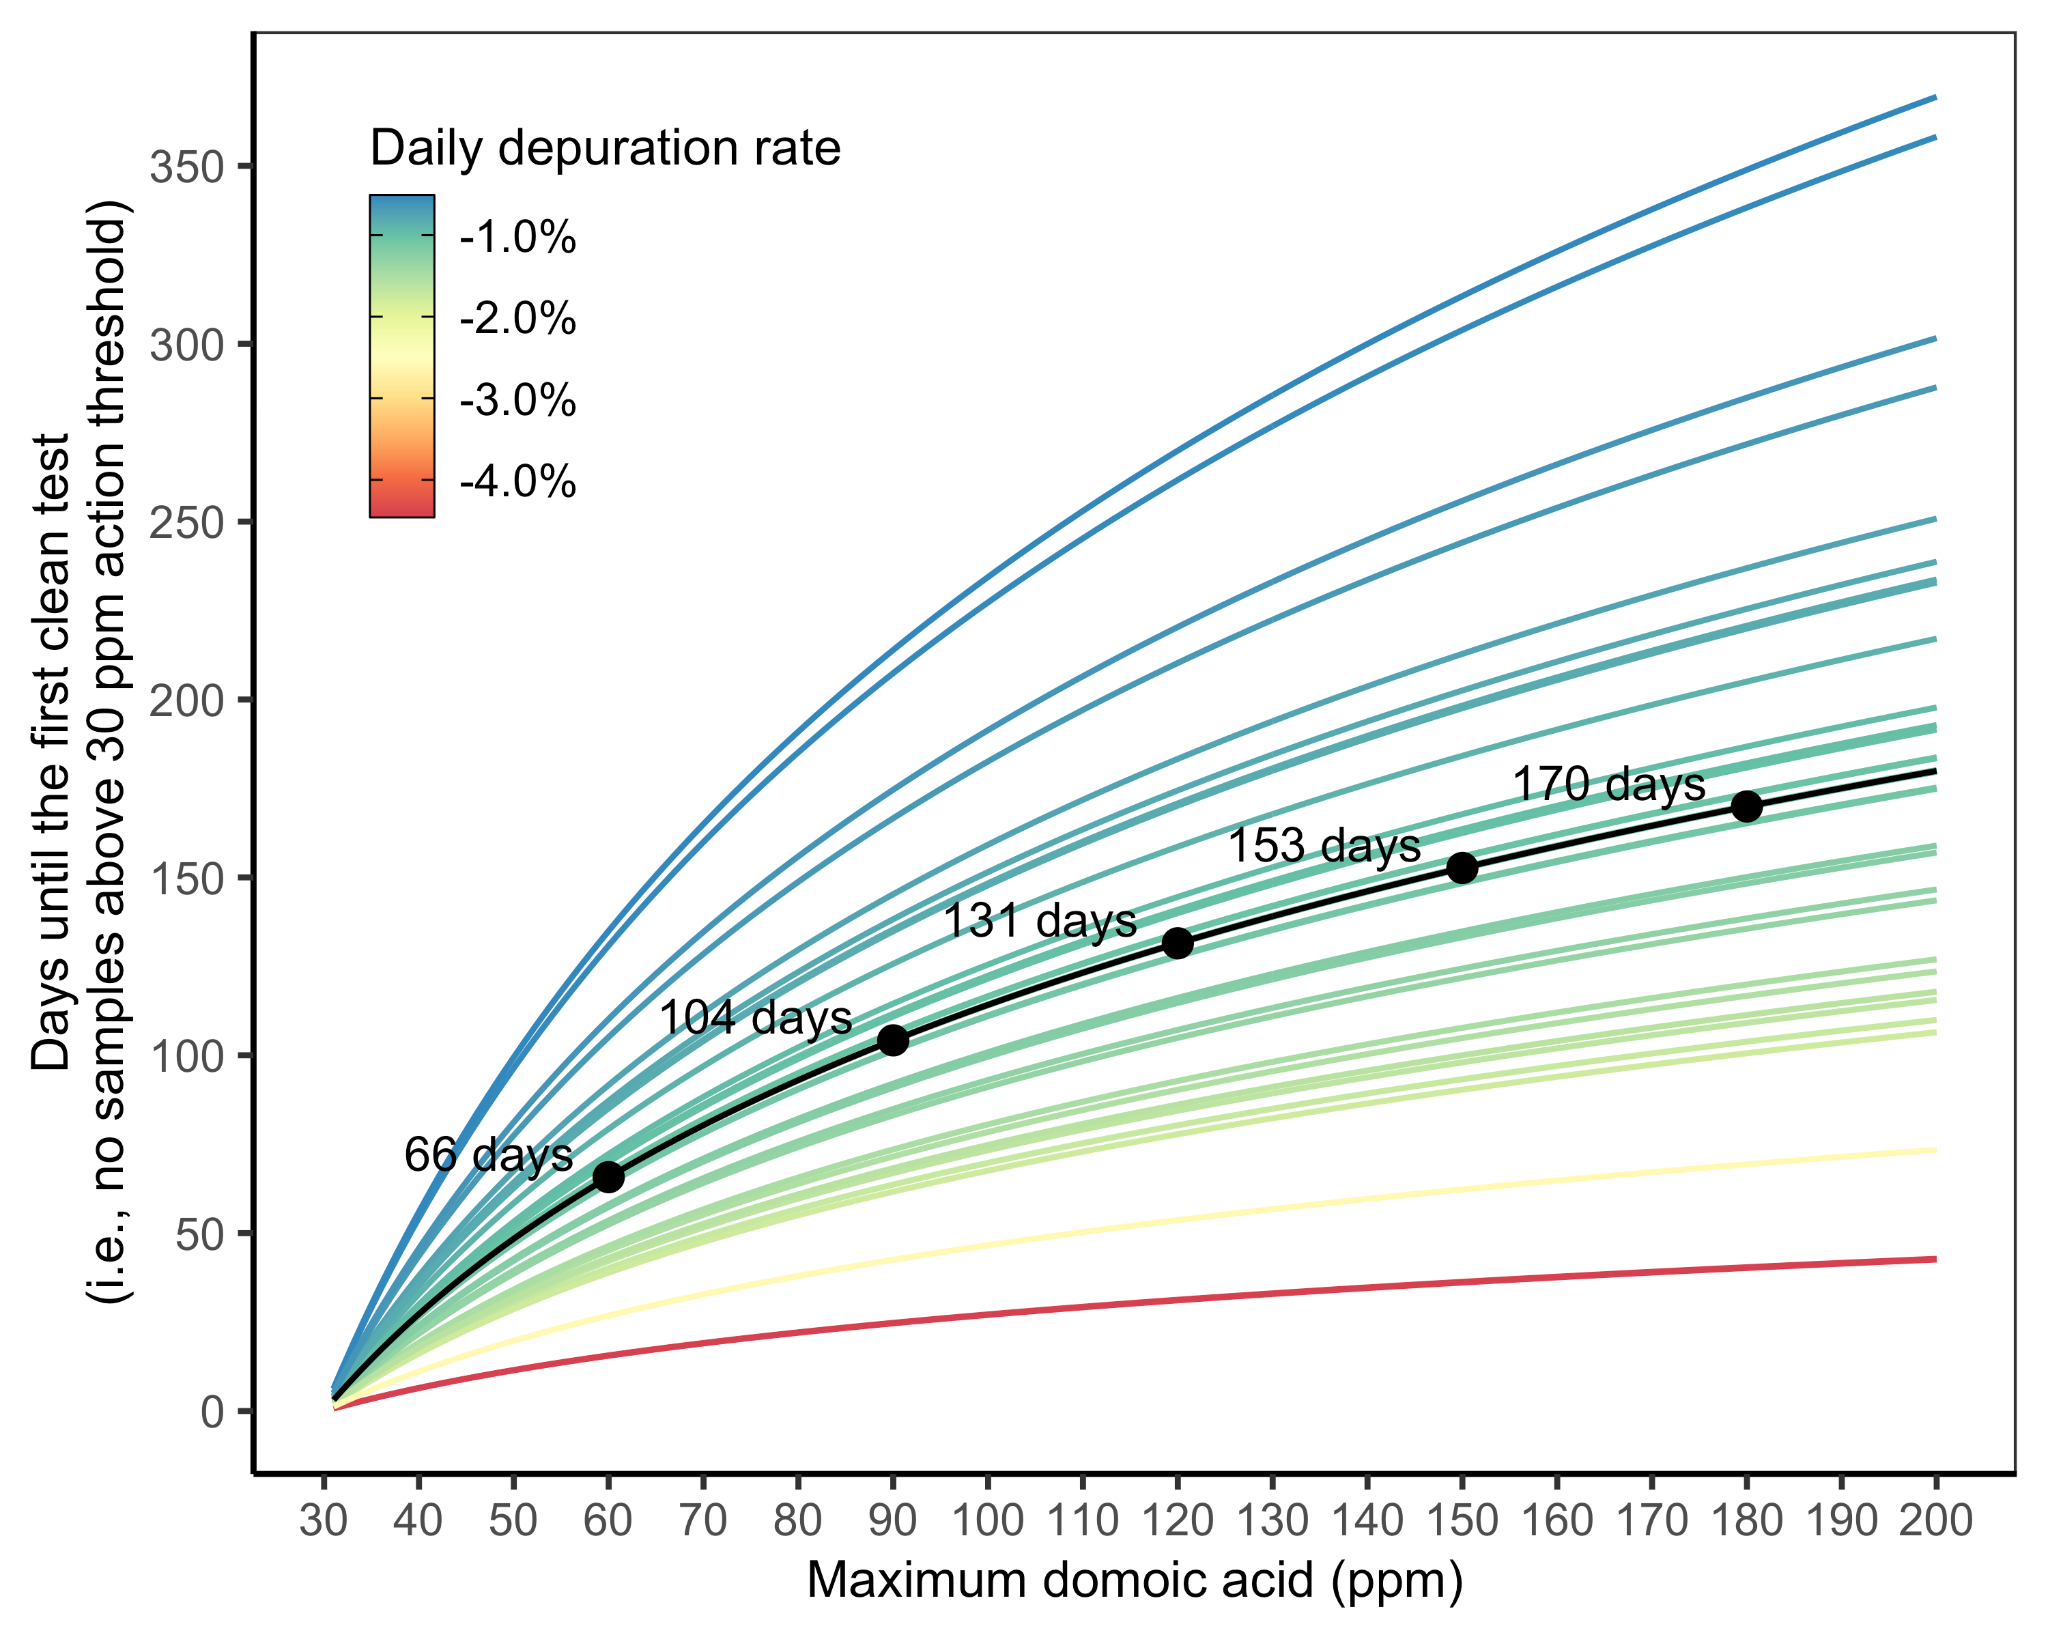 Daily depuration rate
-1.0%
-2.0%
-3.0%
-4.0%
Days until the first clean test
(i.e., no samples above 30 ppm action threshold)
350
300
250
200
150
100
50
0
170 days
153 days
131 days
104 days
66 days
30 40 50 60 70 80 90 100 110 120 130 140 150 160 170 180 190 200
Maximum domoic acid (ppm)